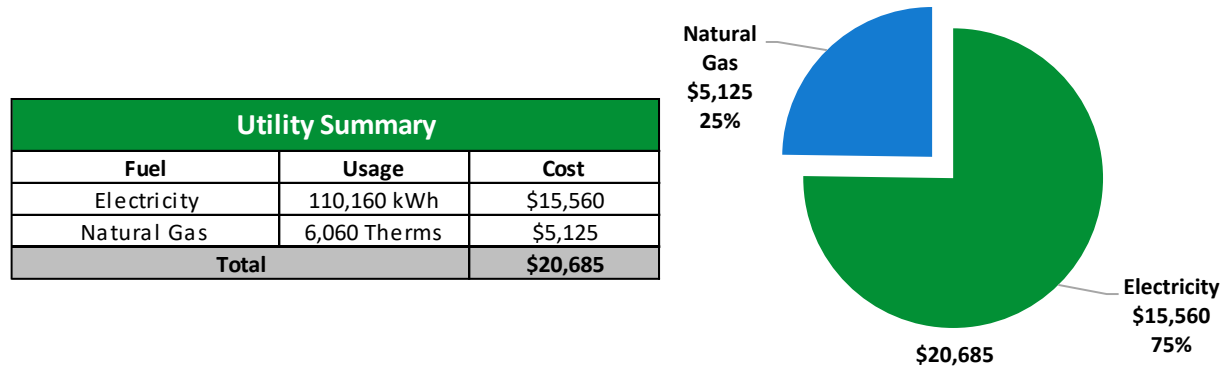 Utility Summary
Fuel Usage Cost
Electricity 110,160 kWh $15,560
Natural Gas 6,060 Therms $5,125
Total $20,685
Natural
Gas
$5,125
25%
Electricity
$15,560
75%
$20,685